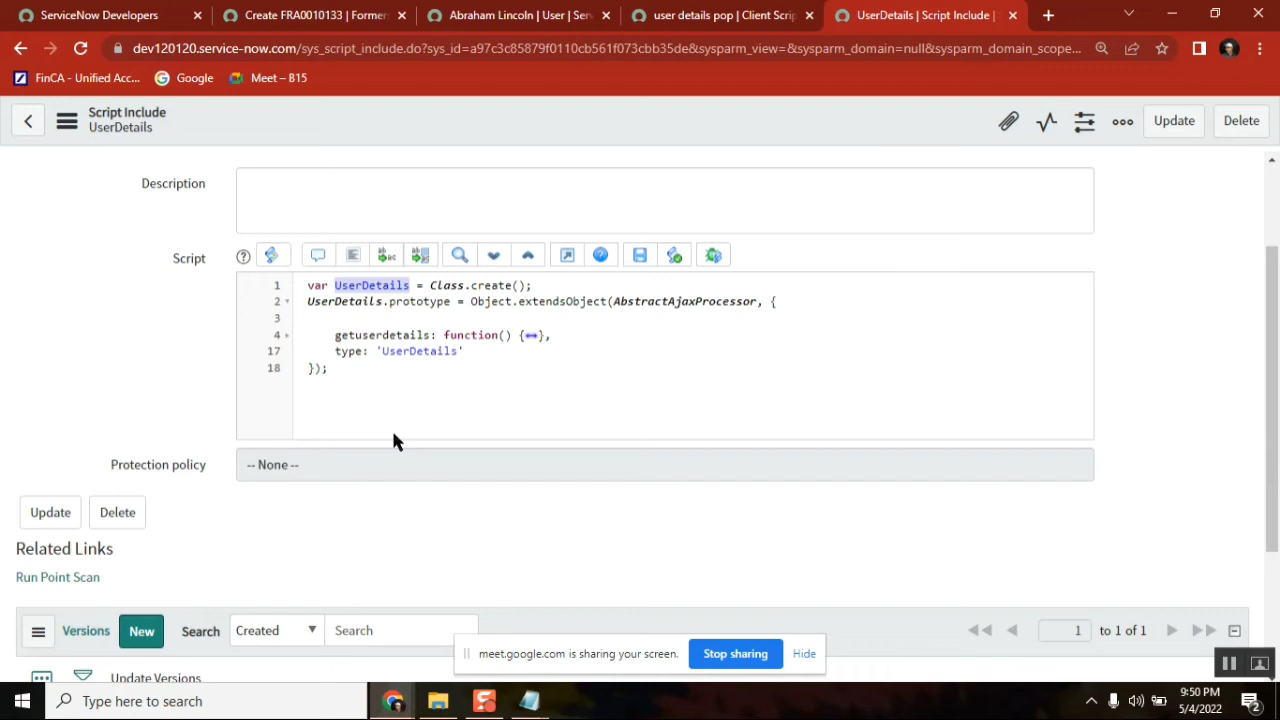 ServiceNow Developers
Create FRA0010133 | Former
Abraham Lincoln | User | Serv
user details pop | Client Scrip
UserDetails | Script Include |
dev120120.service-now.com/sys_script_include.do?sys_id=a97c3c85879f0110cb561f073cbb35de&sysparm_view=&sysparm_domain=null&sysparm_domain_scope...
FinCA - Unified Acc...
Google
Meet – B15
Script Include
UserDetails
Update
Delete
Description
Script
1 var UserDetails = Class.create();
2 UserDetails.prototype = Object.extendsObject(AbstractAjaxProcessor, {
3
4 getuserdetails: function() {↔},
17 type: 'UserDetails'
18 });
Protection policy
-- None --
Update
Delete
Related Links
Run Point Scan
Versions
New
Search
Created
Search
1 to 1 of 1
meet.google.com is sharing your screen.
Stop sharing
Hide
Update Versions
Type here to search
9:50 PM
5/4/2022
2